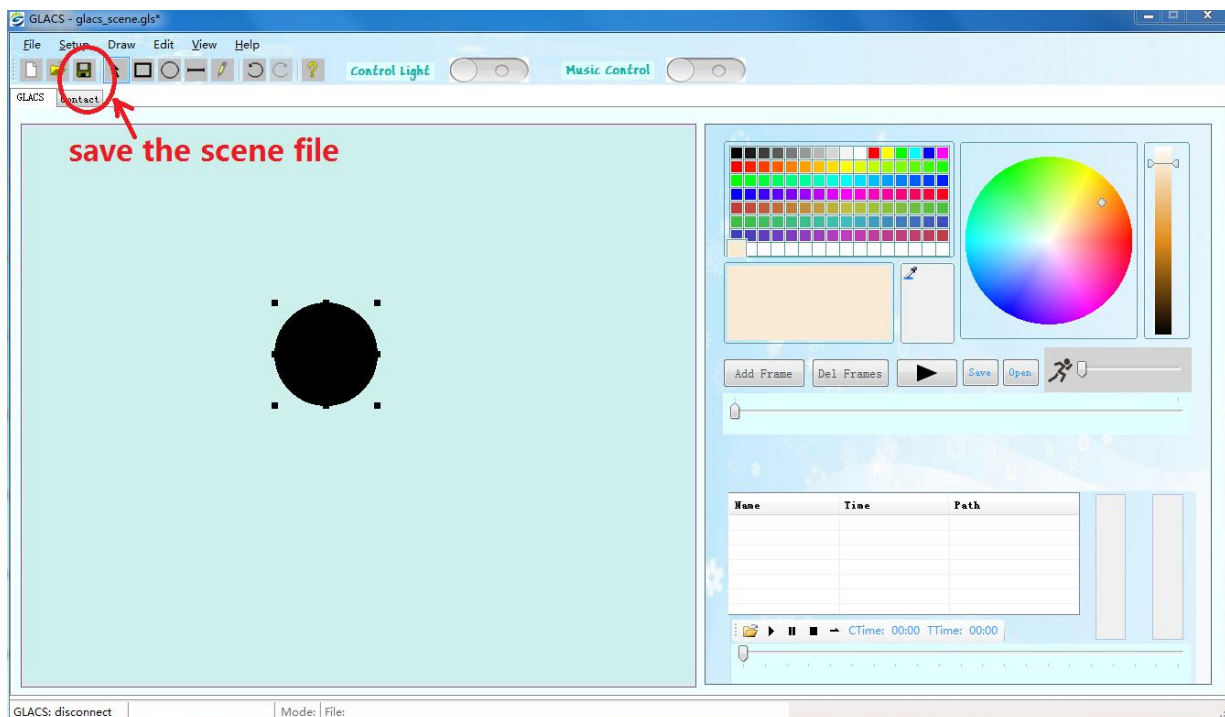 GLACS - glacs_scene.gls*
File Setup Draw Edit View Help
Control Light Music Control
GLACS Contact
save the scene file
Add Frame Del Frames Save Open
Name Time Path
CTime: 00:00 TTime: 00:00
GLACS: disconnect Mode: File: